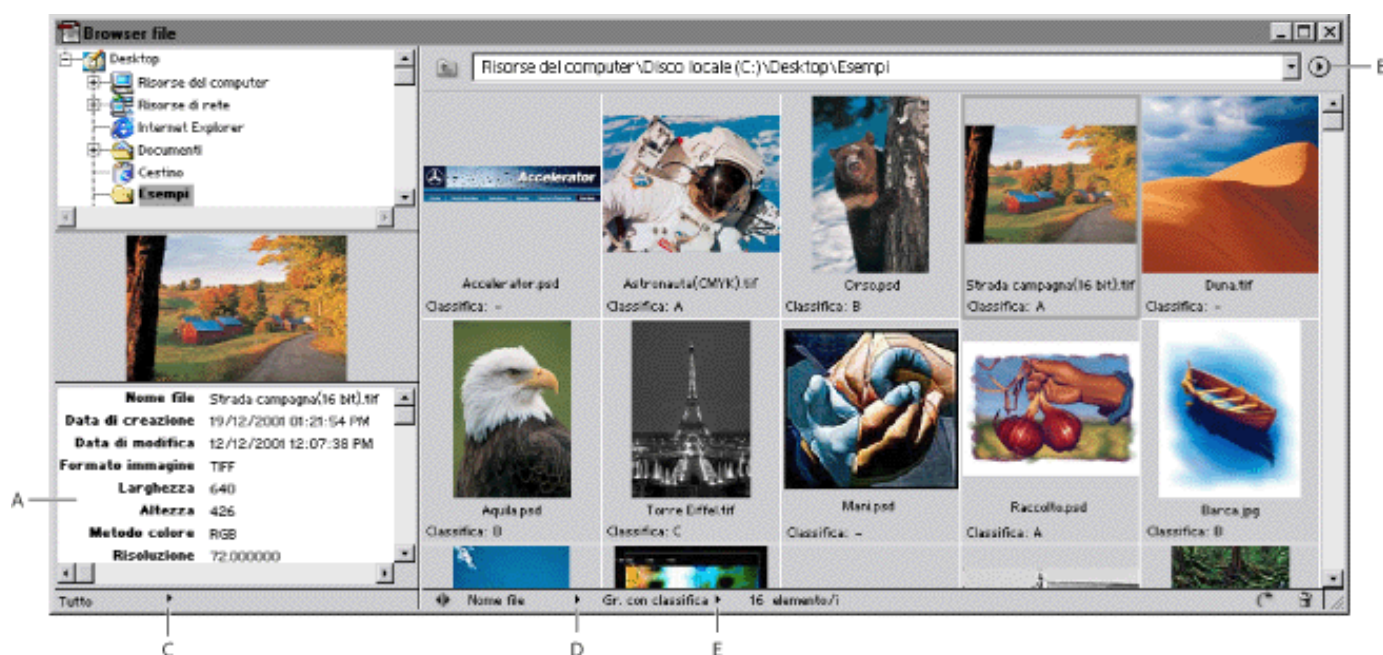 Browser file
Desktop
Risorse del computer
Risorse di rete
Internet Explorer
Documenti
Cestino
Esempi
Risorse del computer\Disco locale (C:)\Desktop\Esempi
B
Accelerator
Accelerator.psd
Astronauta(CMYK).tif
Orso.psd
Strada campagna(16 bit).tif
Duna.tif
Classifica: -
Classifica: A
Classifica: B
Classifica: A
Classifica: -
Aquila.psd
Torre Eiffel.tif
Mani.psd
Raccolto.psd
Barca.jpg
Classifica: B
Classifica: C
Classifica: -
Classifica: A
Classifica: B
Nome file Strada campagna(16 bit).tif
Data di creazione 19/12/2001 01:21:54 PM
Data di modifica 12/12/2001 12:07:38 PM
Formato immagine TIFF
Larghezza 640
Altezza 426
Metodo colore RGB
Risoluzione 72.000000
A
Tutto
Nome file
Gr. con classifica
16 elemento/i
C
D
E